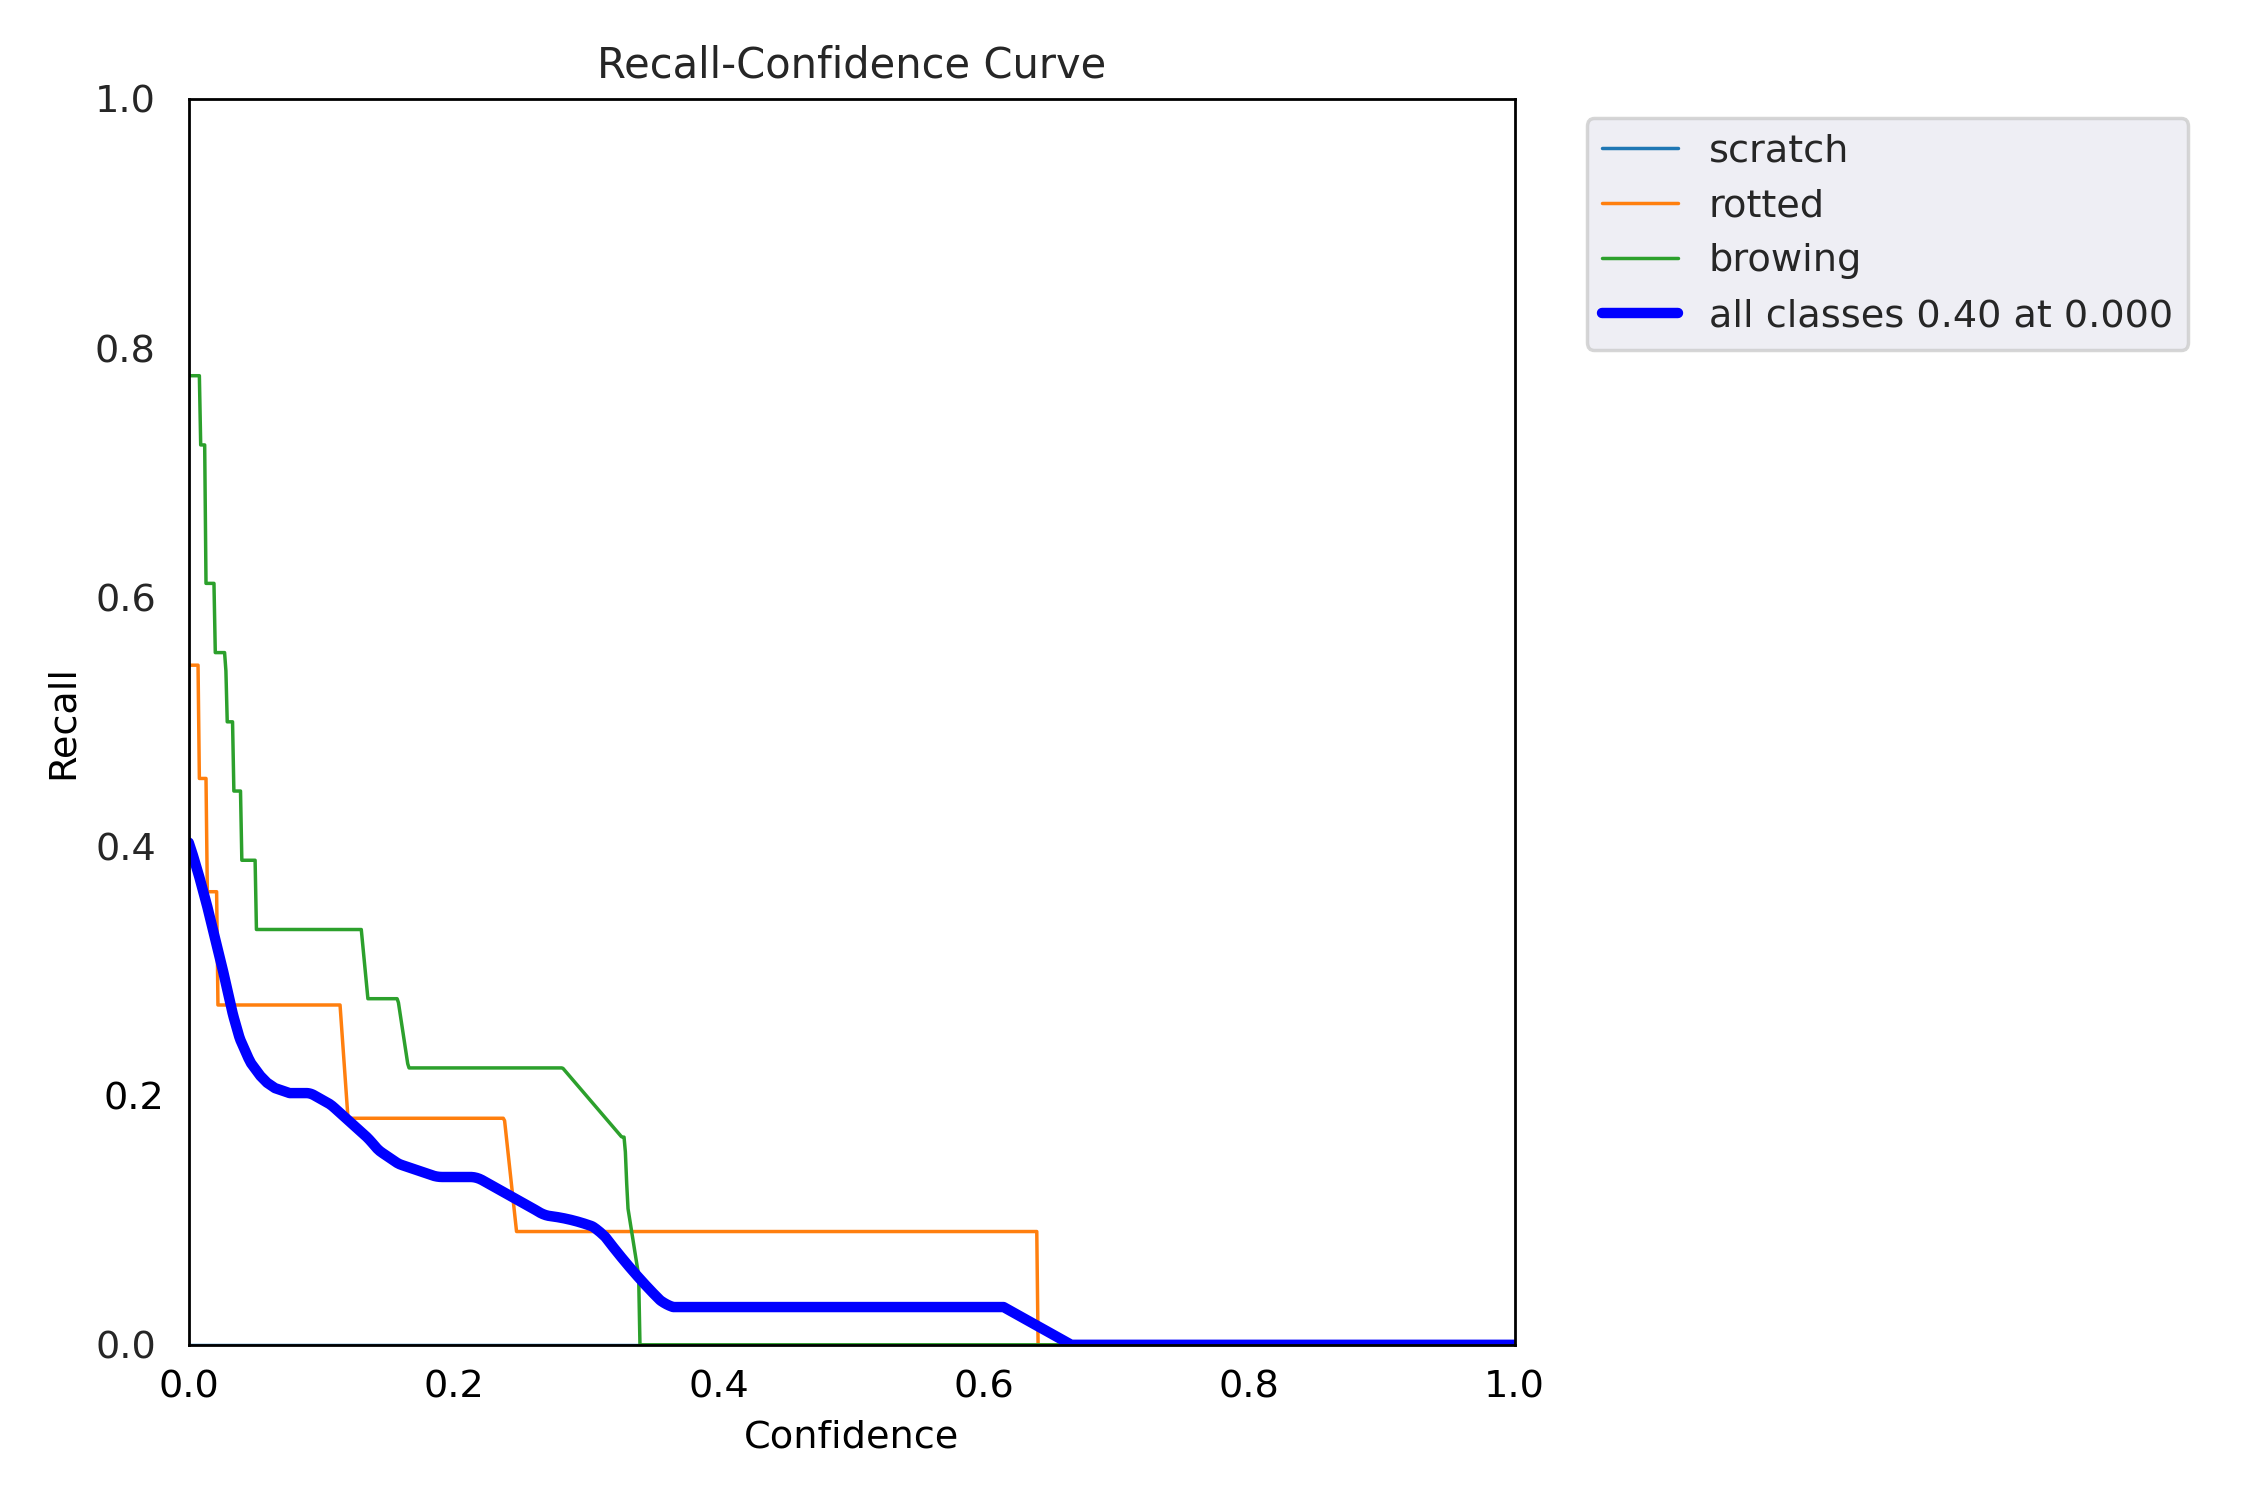 Recall-Confidence Curve
1.0
0.8
0.6
0.4
0.2
0.0
Recall
0.0 0.2 0.4 0.6 0.8 1.0
Confidence
scratch
rotted
browing
all classes 0.40 at 0.000